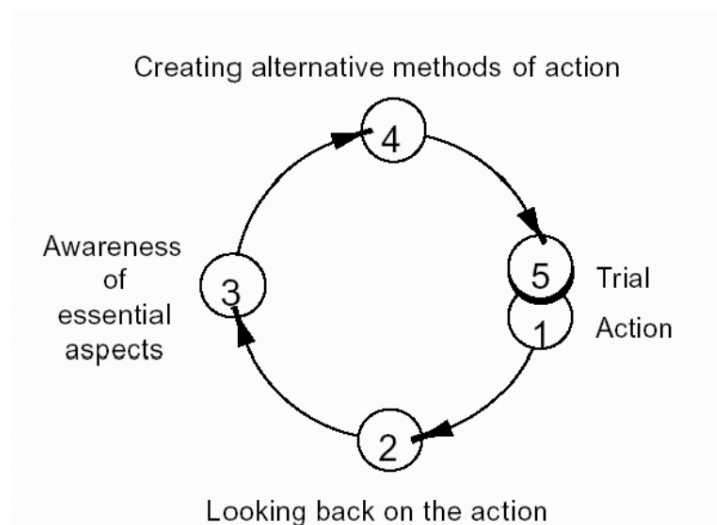 Creating alternative methods of action
4
Awareness
of
essential
aspects
3
5
Trial
1
Action
2
Looking back on the action